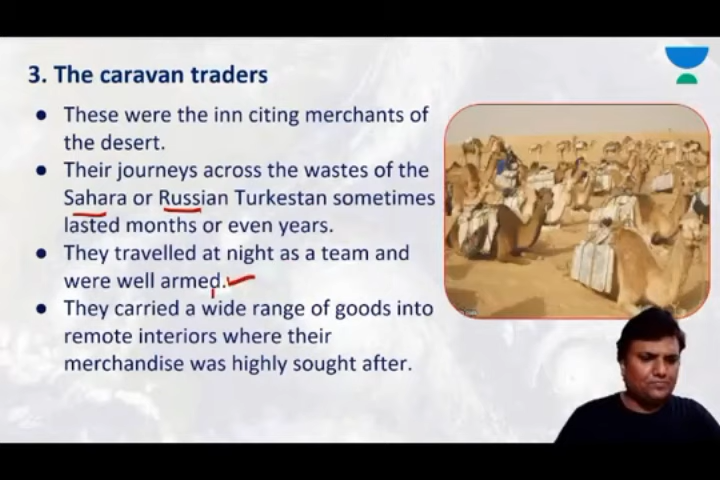 3. The caravan traders
● These were the inn citing merchants of
the desert.
● Their journeys across the wastes of the
Sahara or Russian Turkestan sometimes
lasted months or even years.
● They travelled at night as a team and
were well armed.
● They carried a wide range of goods into
remote interiors where their
merchandise was highly sought after.